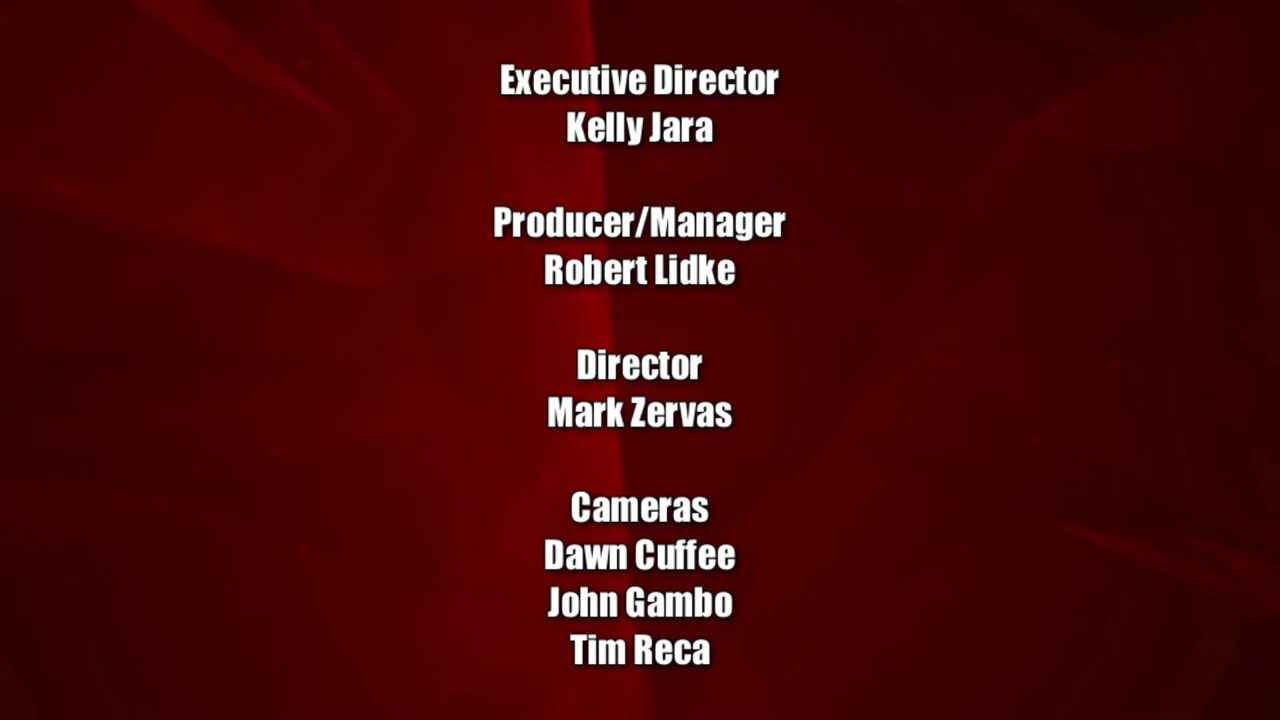 Executive Director
Kelly Jara
Producer/Manager
Robert Lidke
Director
Mark Zervas
Cameras
Dawn Cuffee
John Gambo
Tim Reca